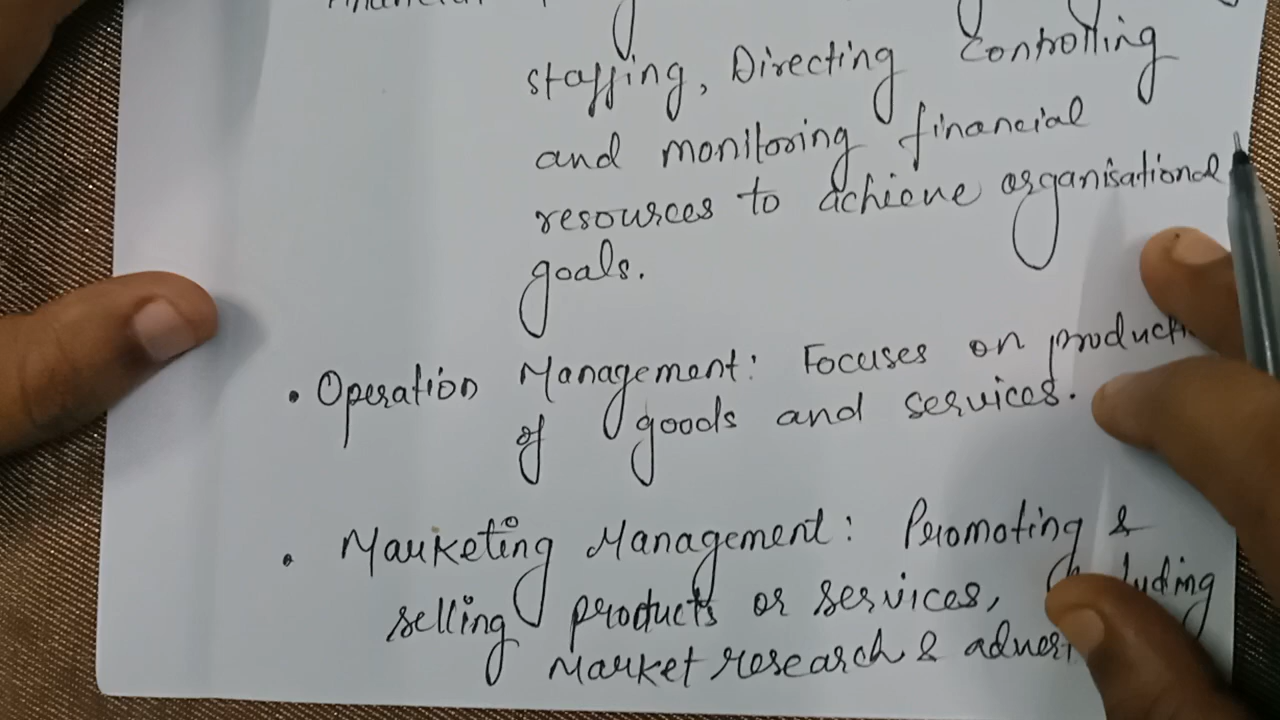 staffing, Directing Controlling
and monitoring financial
resources to achieve organisational
goals.
• Operation Management: Focuses on
of goods and services.
• Marketing Management: Promoting &
selling products or services,
Market research &